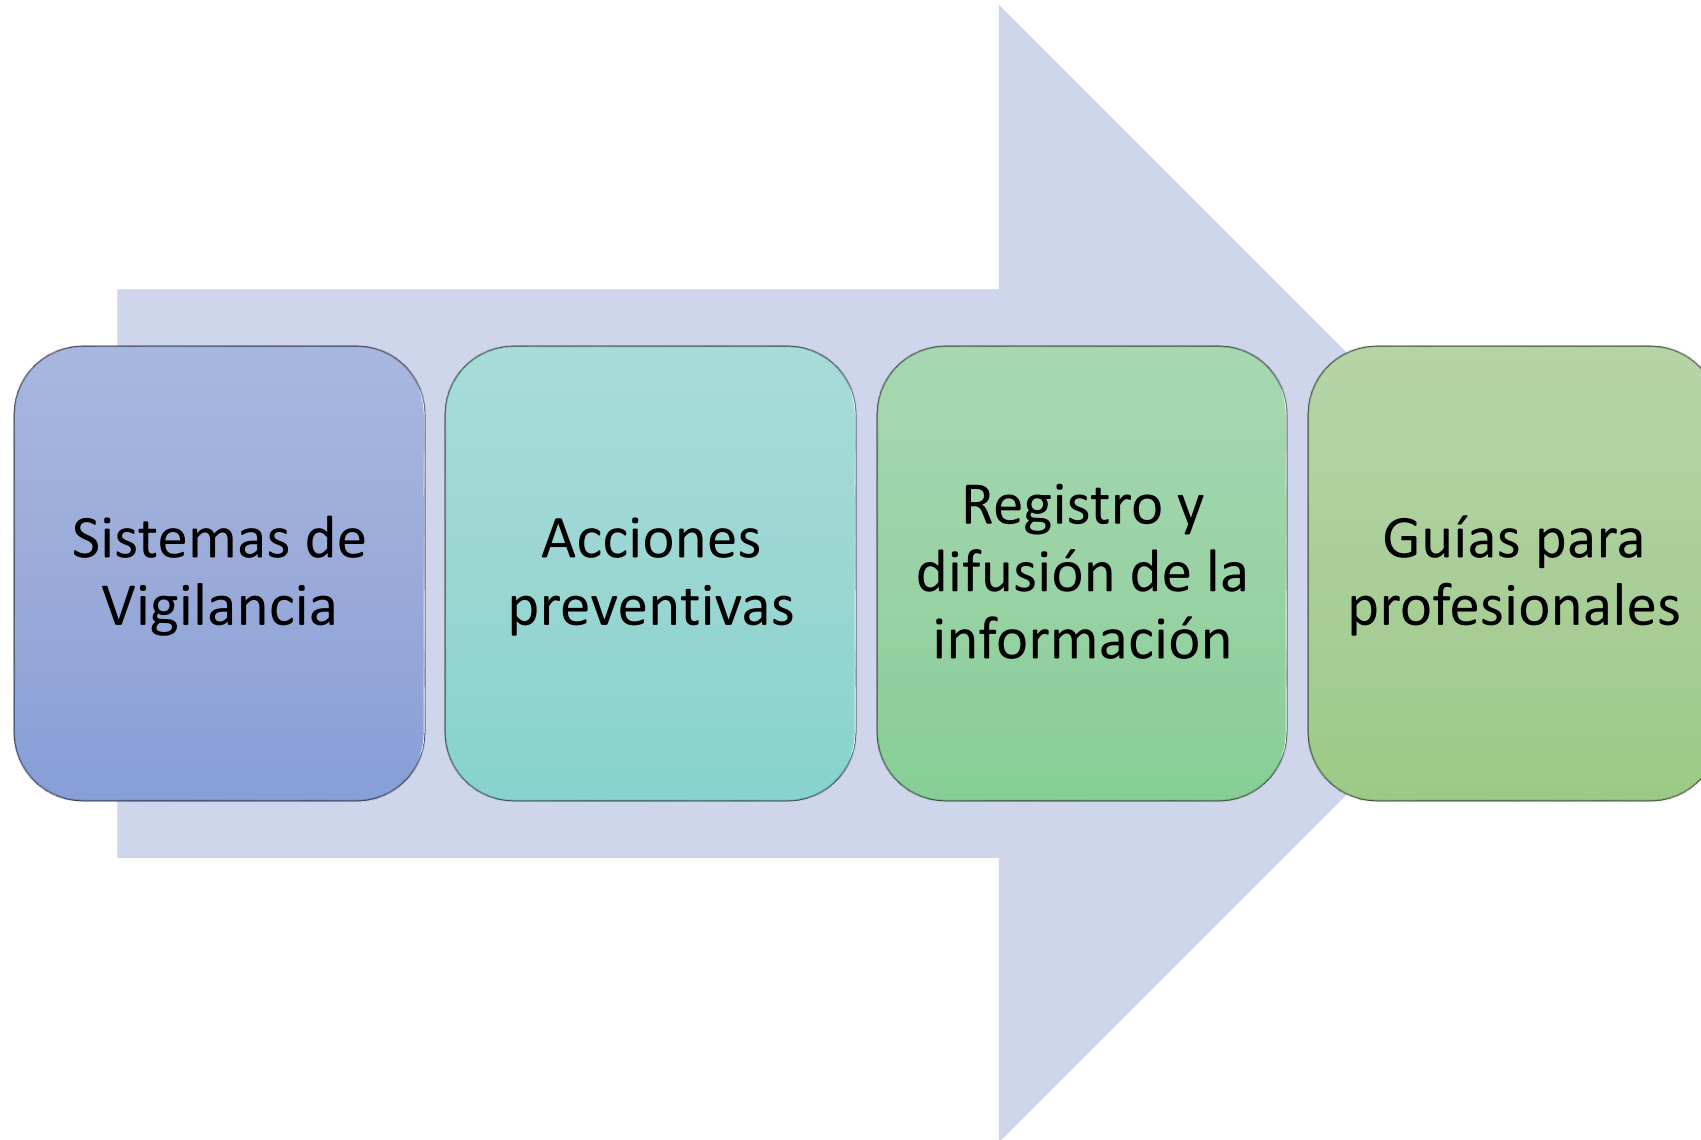 Sistemas de
Vigilancia
Acciones
preventivas
Registro y
difusión de la
información
Guías para
profesionales